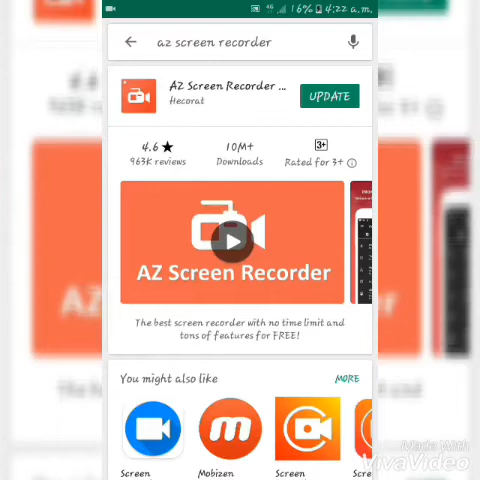 4G 16% 4:22 a.m.
az screen recorder
AZ Screen Recorder ...
Hecorat
UPDATE
4.6 ★
963K reviews
10M+
Downloads
3+
Rated for 3+
AZ Screen Recorder
The best screen recorder with no time limit and
tons of features for FREE!
You might also like
MORE
Screen
Mobizen
Screen
Scre
Made With
VivaVideo